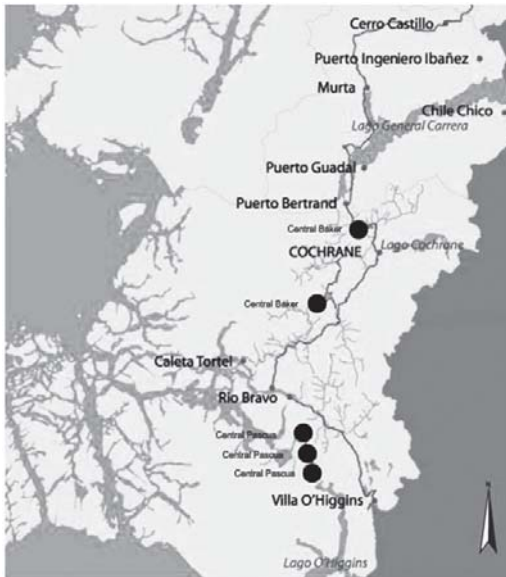 Cerro Castillo
Puerto Ingeniero Ibañez
Murta
Chile Chico
Lago General Carrera
Puerto Guadal
Puerto Bertrand
Central Baker
COCHRANE
Lago Cochrane
Central Baker
Caleta Tortel
Rio Bravo
Central Pascua
Central Pascua
Central Pascua
Villa O'Higgins
N
Lago O'Higgins